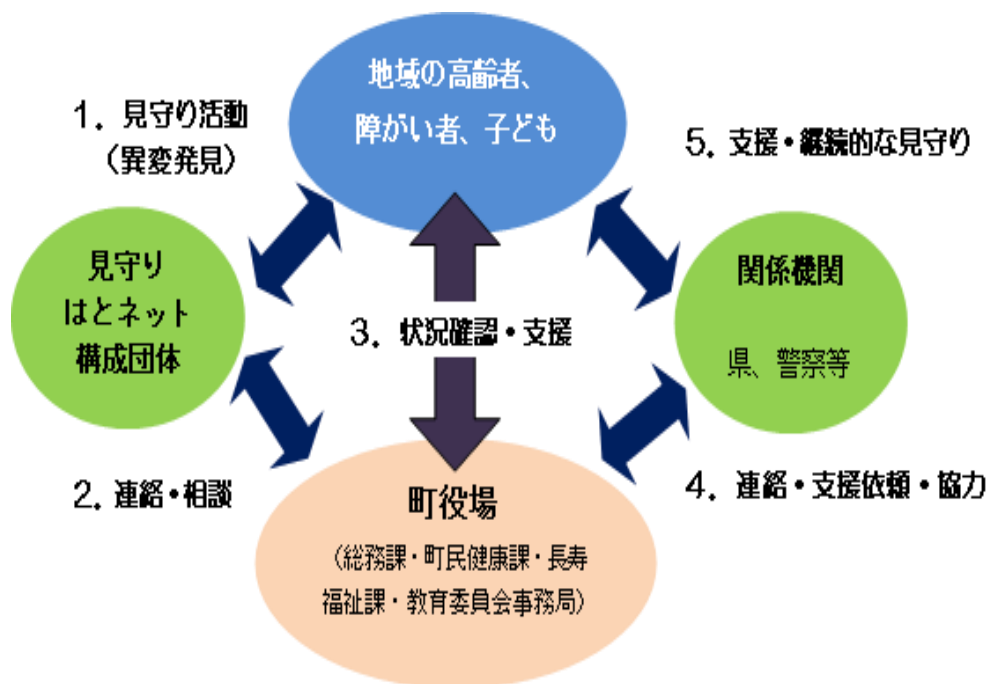 地域の高齢者、
障がい者、子ども
1. 見守り活動
(異変発見)
5. 支援・継続的な見守り
見守り
はとネット
構成団体
関係機関
県、警察等
3. 状況確認・支援
2. 連絡・相談
4. 連絡・支援依頼・協力
町役場
(総務課・町民健康課・長寿
福祉課・教育委員会事務局)